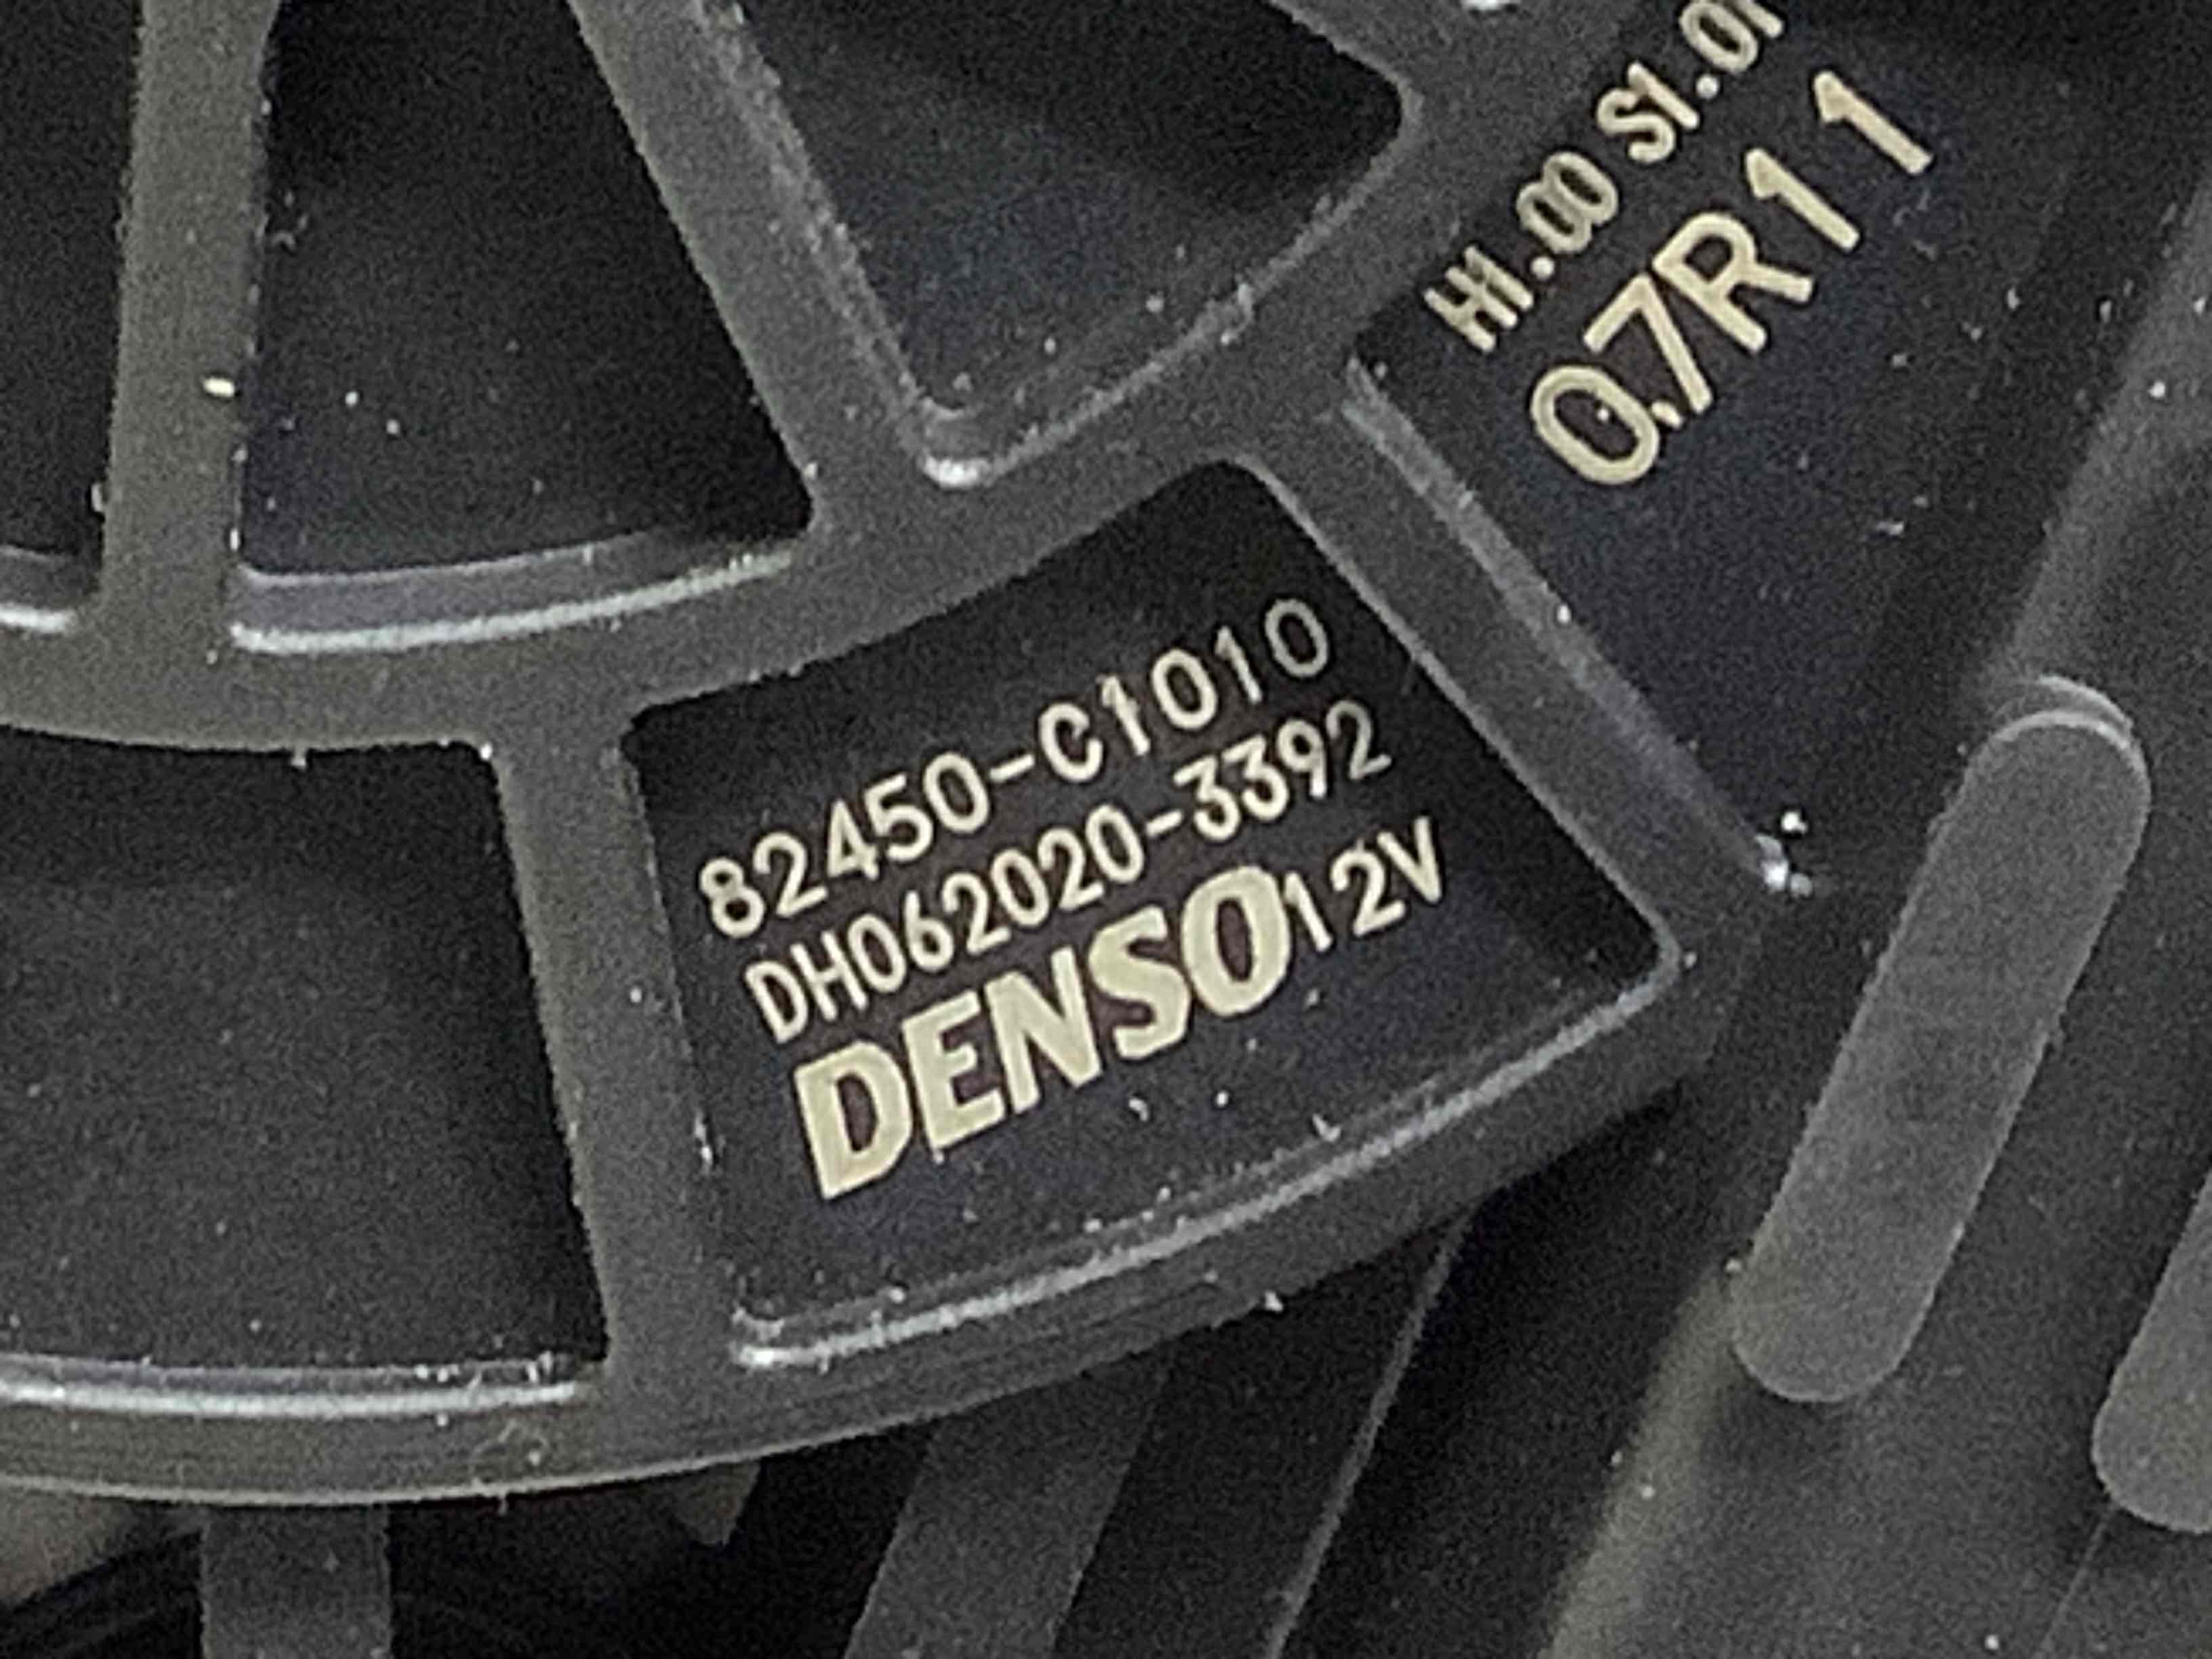 H1.00 S1.0
0.7R11
82450-C1010
DH062020-3392
DENSO 12V